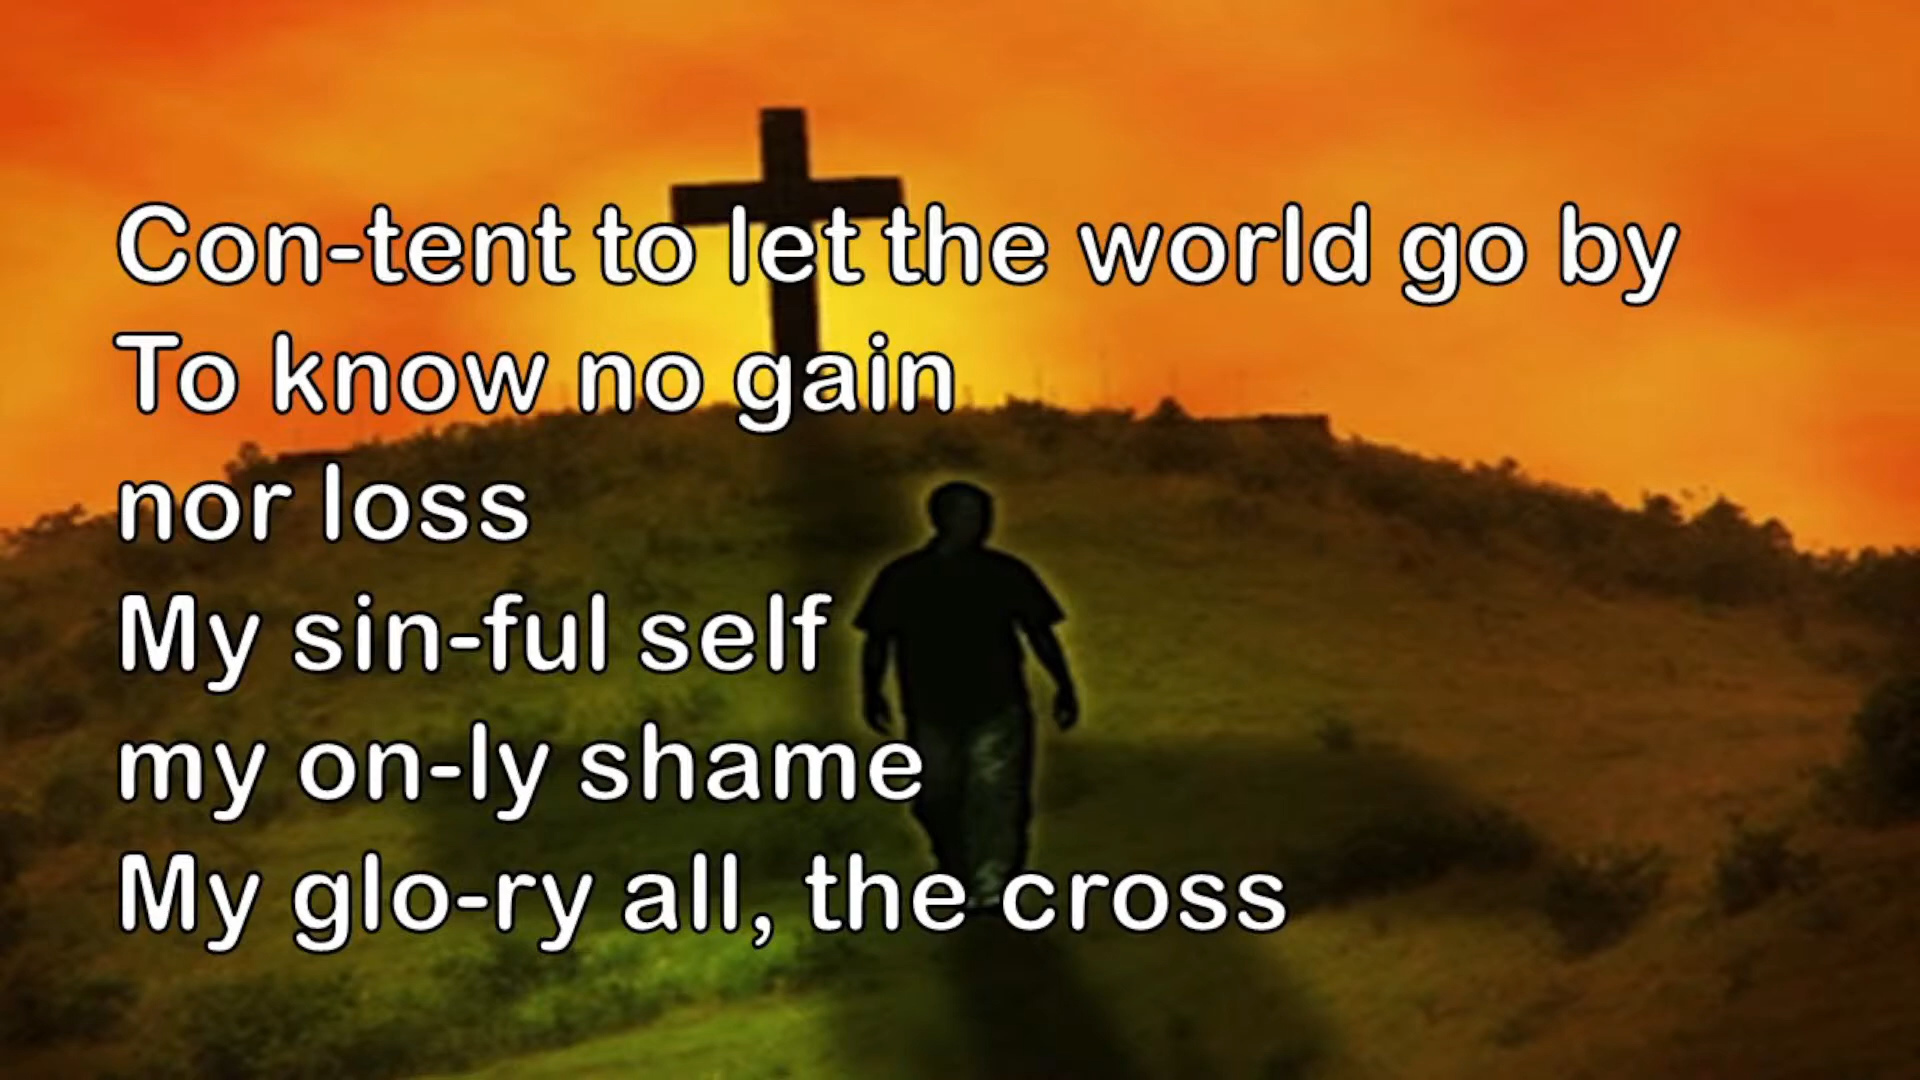 Con-tent to let the world go by
To know no gain
nor loss
My sin-ful self
my on-ly shame
My glo-ry all, the cross